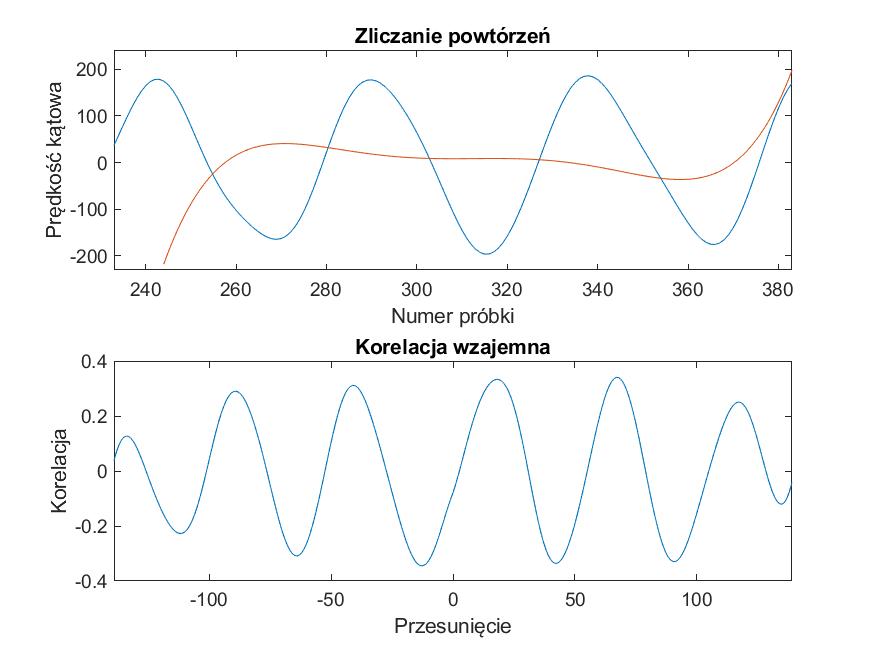 Zliczanie powtórzeń
Prędkość kątowa
200
100
0
-100
-200
240 260 280 300 320 340 360 380
Numer próbki
Korelacja wzajemna
Korelacja
0.4
0.2
0
-0.2
-0.4
-100 -50 0 50 100
Przesunięcie